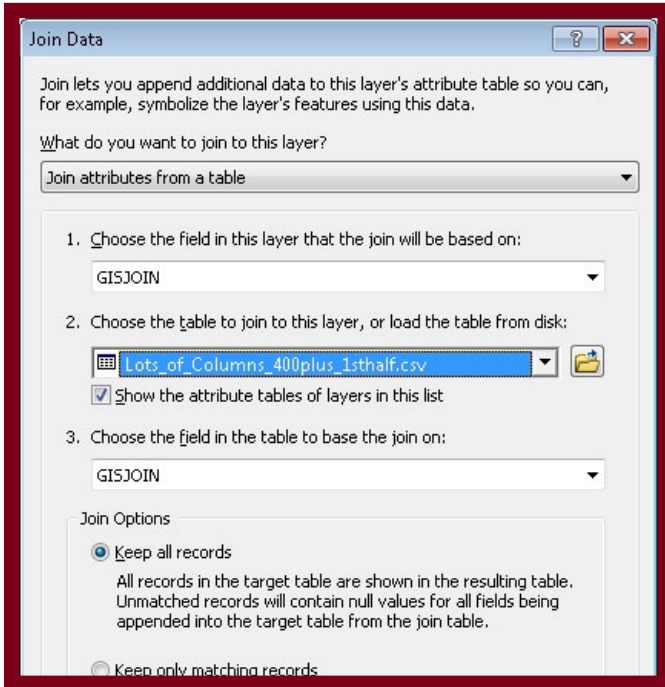 Join Data
Join lets you append additional data to this layer's attribute table so you can,
for example, symbolize the layer's features using this data.
What do you want to join to this layer?
Join attributes from a table
1. Choose the field in this layer that the join will be based on:
GISJOIN
2. Choose the table to join to this layer, or load the table from disk:
Lots_of_Columns_400plus_1sthalf.csv
Show the attribute tables of layers in this list
3. Choose the field in the table to base the join on:
GISJOIN
Join Options
Keep all records
All records in the target table are shown in the resulting table.
Unmatched records will contain null values for all fields being
appended into the target table from the join table.
Keep only matching records